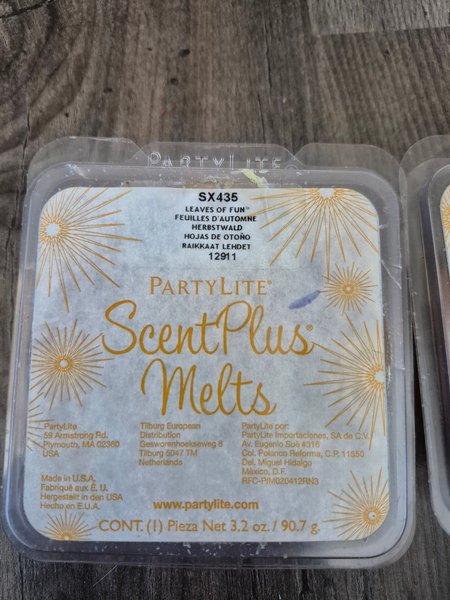 PARTYLITE
SX435
LEAVES OF FUN™
FEUILLES D'AUTOMNE
HERBSTWALD
HOJAS DE OTOÑO
RAIKKAAT LEHDET
12911
PARTYLITE®
ScentPlus®
Melts
PartyLite
59 Armstrong Rd.
Plymouth, MA 02360
USA
Tilburg European
Distribution
Gesworenhoekseweg 6
Tilburg 5047 TM
Netherlands
PartyLite por:
PartyLite Importaciones, SA de C.V.
Av. Eugenio Sué #316
Col. Polanco Reforma, C.P. 11550
Del. Miguel Hidalgo
México, D.F.
RFC-PIM020412RN3
Made in U.S.A.
Fabriqué aux É. U.
Hergestellt in den USA
Hecho en E.U.A.
www.partylite.com
CONT. (1) Pieza Net 3.2 oz. / 90.7 g.